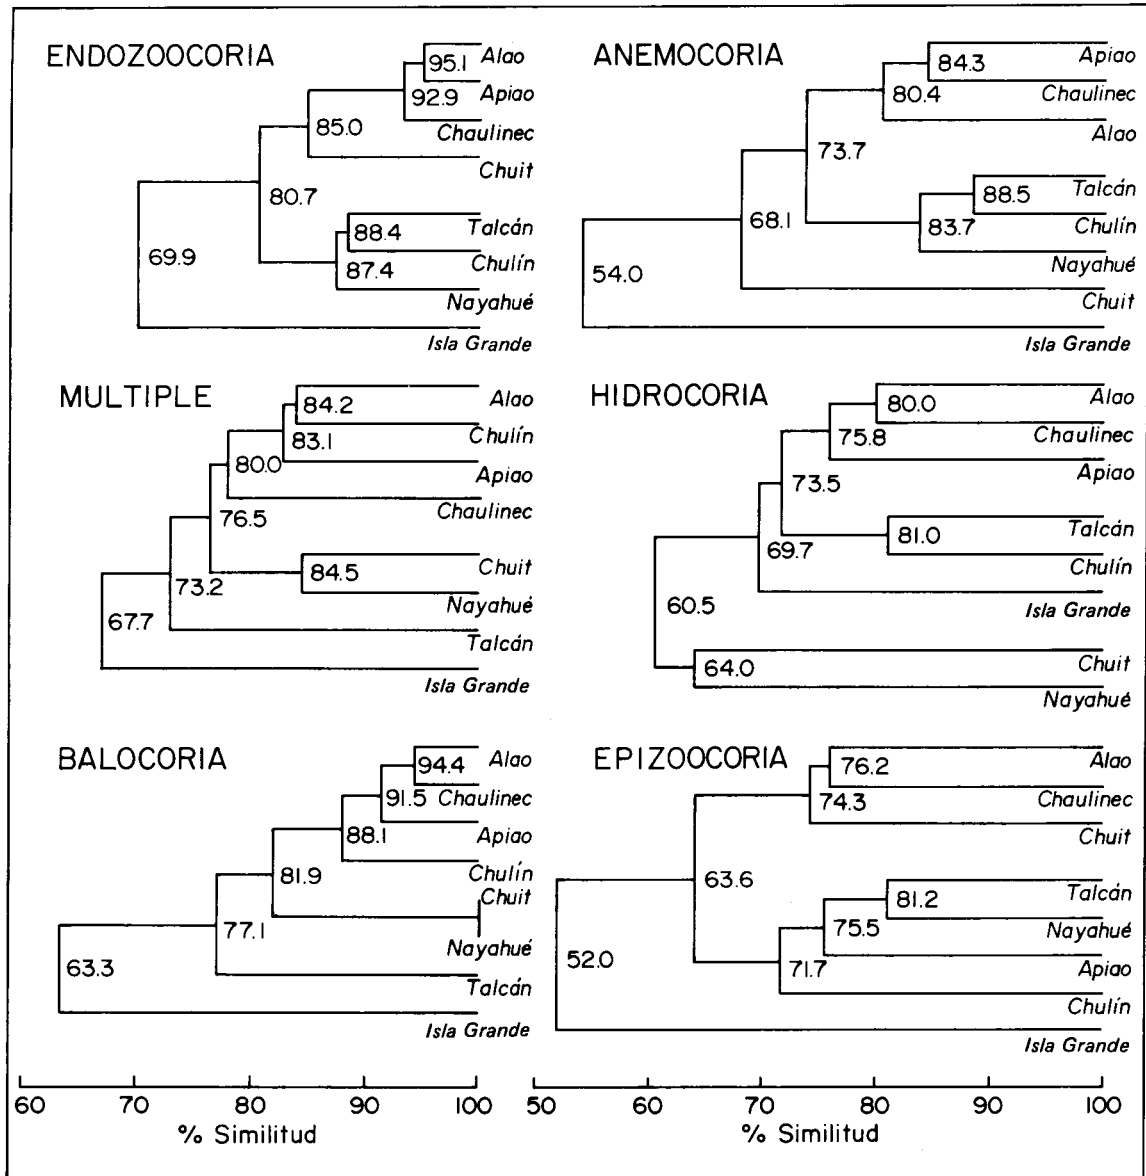 ENDOZOOCORIA
95.1
Alao
92.9
Apiao
85.0
Chaulinec
Chuit
80.7
88.4
Talcán
69.9
87.4
Chulín
Nayahué
Isla Grande
ANEMOCORIA
84.3
Apiao
80.4
Chaulinec
73.7
Alao
88.5
Talcán
68.1
83.7
Chulín
54.0
Nayahué
Chuit
Isla Grande
MULTIPLE
84.2
Alao
83.1
Chulín
80.0
Apiao
76.5
Chaulinec
84.5
Chuit
73.2
Nayahué
67.7
Talcán
Isla Grande
HIDROCORIA
80.0
Alao
75.8
Chaulinec
73.5
Apiao
81.0
Talcán
69.7
Chulín
60.5
Isla Grande
64.0
Chuit
Nayahué
BALOCORIA
94.4
Alao
91.5
Chaulinec
88.1
Apiao
81.9
Chulín
Chuit
77.1
Nayahué
63.3
Talcán
Isla Grande
EPIZOOCORIA
76.2
Alao
74.3
Chaulinec
Chuit
63.6
81.2
Talcán
75.5
Nayahué
52.0
71.7
Apiao
Chulín
Isla Grande
60 70 80 90 100
% Similitud
50 60 70 80 90 100
% Similitud